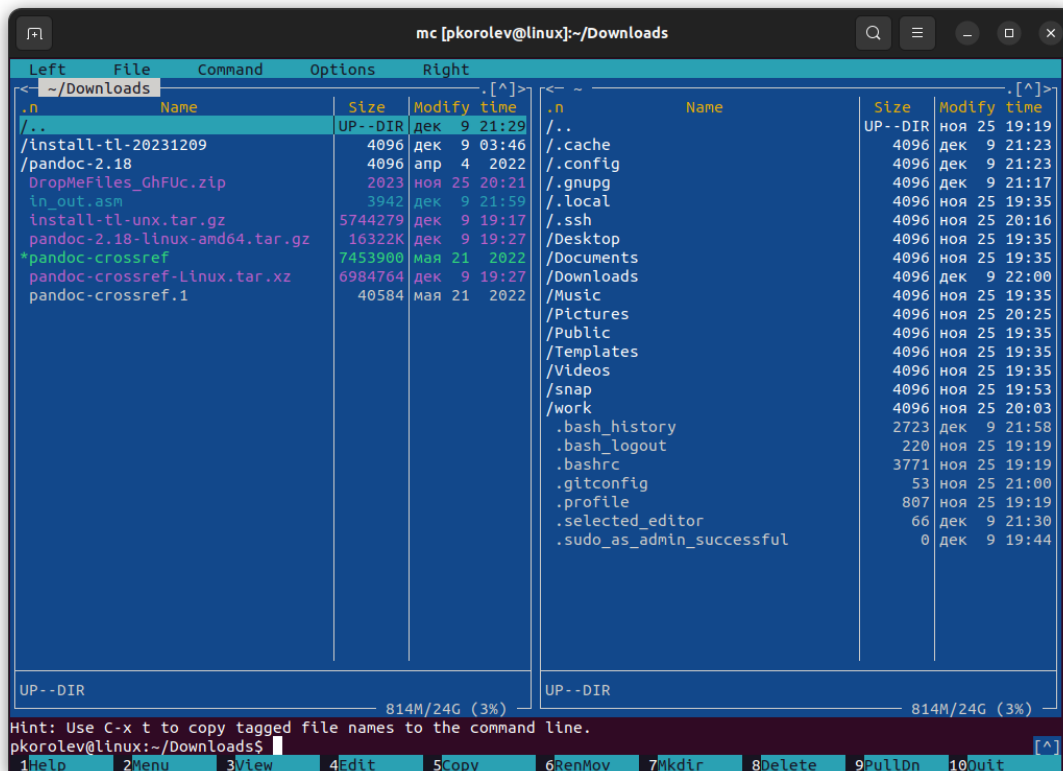 mc [pkorolev@linux]:~/Downloads
Left File Command Options Right
<─ ~/Downloads ─.[^]>
.n Name Size Modify time
/.. UP--DIR дек 9 21:29
/install-tl-20231209 4096 дек 9 03:46
/pandoc-2.18 4096 апр 4 2022
DropMeFiles_GhFUc.zip 2023 ноя 25 20:21
in_out.asm 3942 дек 9 21:59
install-tl-unx.tar.gz 5744279 дек 9 19:17
pandoc-2.18-linux-amd64.tar.gz 16322K дек 9 19:27
*pandoc-crossref 7453900 мая 21 2022
pandoc-crossref-Linux.tar.xz 6984764 дек 9 19:27
pandoc-crossref.1 40584 мая 21 2022
UP--DIR
814M/24G (3%)
<─ ~ ─.[^]>
.n Name Size Modify time
/.. UP--DIR ноя 25 19:19
/.cache 4096 дек 9 21:23
/.config 4096 дек 9 21:23
/.gnupg 4096 дек 9 21:17
/.local 4096 ноя 25 19:35
/.ssh 4096 ноя 25 20:16
/Desktop 4096 ноя 25 19:35
/Documents 4096 ноя 25 19:35
/Downloads 4096 дек 9 22:00
/Music 4096 ноя 25 19:35
/Pictures 4096 ноя 25 20:25
/Public 4096 ноя 25 19:35
/Templates 4096 ноя 25 19:35
/Videos 4096 ноя 25 19:35
/snap 4096 ноя 25 19:53
/work 4096 ноя 25 20:03
.bash_history 2723 дек 9 21:58
.bash_logout 220 ноя 25 19:19
.bashrc 3771 ноя 25 19:19
.gitconfig 53 ноя 25 21:00
.profile 807 ноя 25 19:19
.selected_editor 66 дек 9 21:30
.sudo_as_admin_successful 0 дек 9 19:44
UP--DIR
814M/24G (3%)
Hint: Use C-x t to copy tagged file names to the command line.
pkorolev@linux:~/Downloads$ [^]
1Help 2Menu 3View 4Edit 5Copy 6RenMov 7Mkdir 8Delete 9PullDn 10Quit